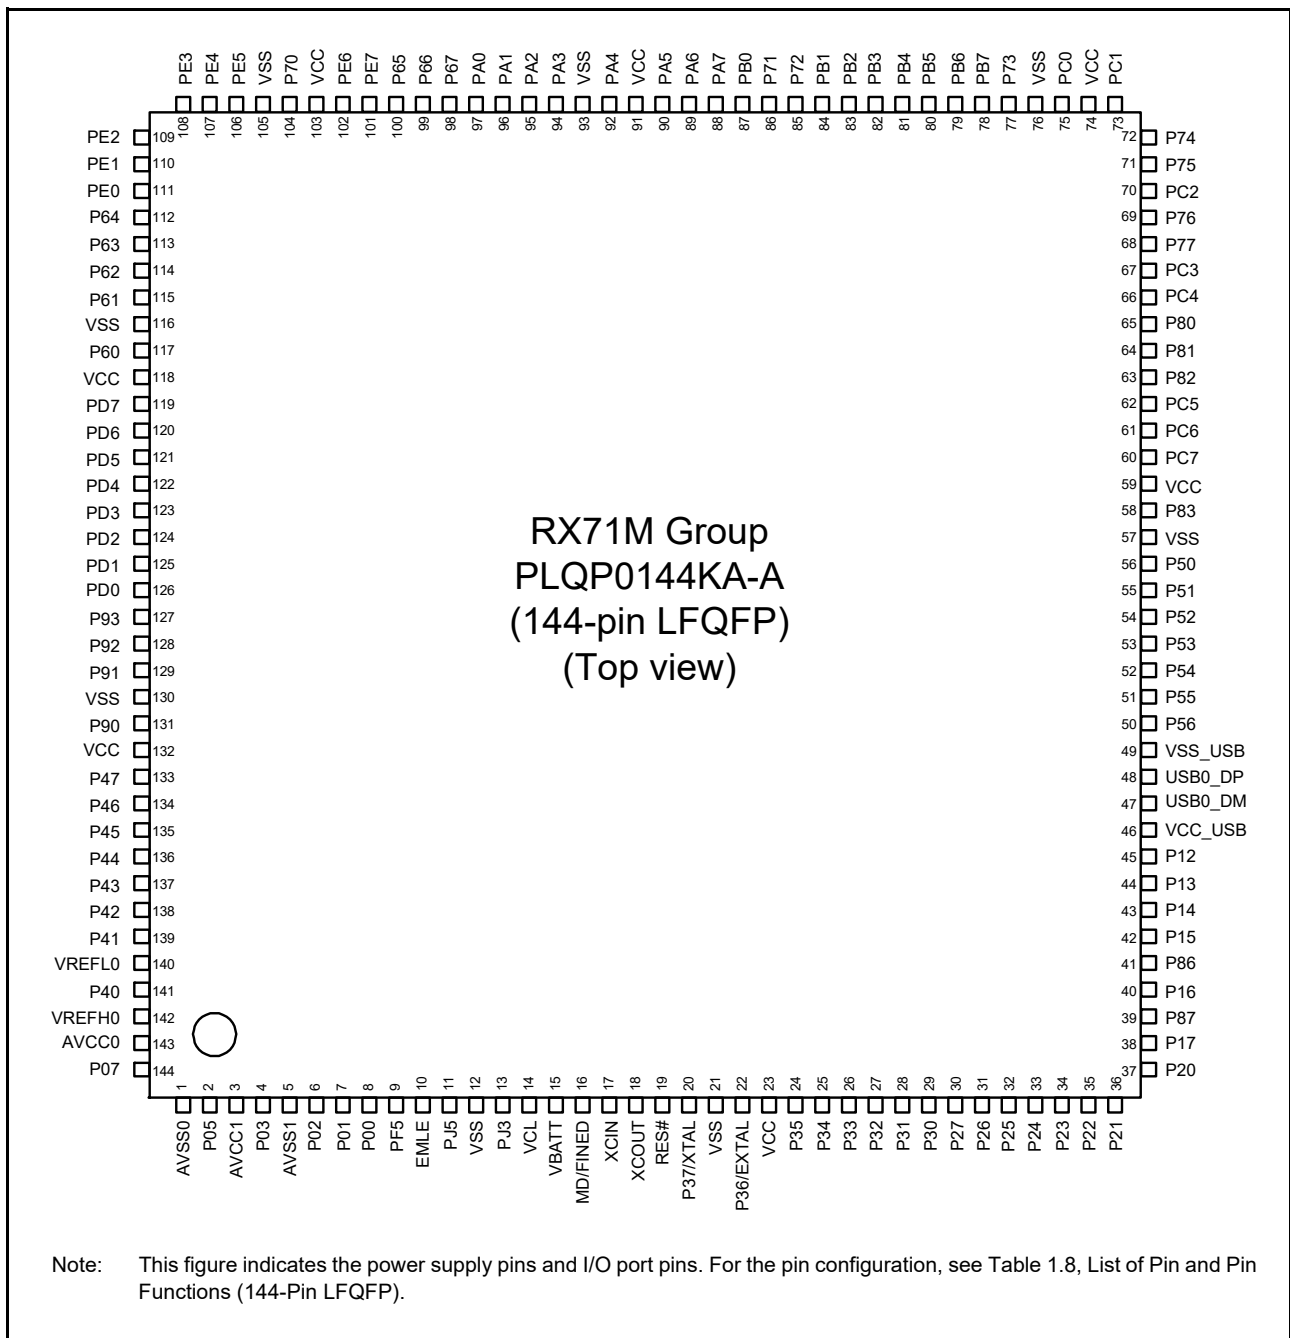 PE3 PE4 PE5 VSS P70 VCC PE6 PE7 P65 P66 P67 PA0 PA1 PA2 PA3 VSS PA4 VCC PA5 PA6 PA7 PB0 P71 P72 PB1 PB2 PB3 PB4 PB5 PB6 PB7 P73 VSS PC0 VCC PC1
108 107 106 105 104 103 102 101 100 99 98 97 96 95 94 93 92 91 90 89 88 87 86 85 84 83 82 81 80 79 78 77 76 75 74 73
PE2 109 72 P74
PE1 110 71 P75
PE0 111 70 PC2
P64 112 69 P76
P63 113 68 P77
P62 114 67 PC3
P61 115 66 PC4
VSS 116 65 P80
P60 117 64 P81
VCC 118 63 P82
PD7 119 62 PC5
PD6 120 61 PC6
PD5 121 60 PC7
PD4 122 59 VCC
PD3 123 58 P83
PD2 124 57 VSS
PD1 125 56 P50
PD0 126 55 P51
P93 127 54 P52
P92 128 53 P53
P91 129 52 P54
VSS 130 51 P55
P90 131 50 P56
VCC 132 49 VSS_USB
P47 133 48 USB0_DP
P46 134 47 USB0_DM
P45 135 46 VCC_USB
P44 136 45 P12
P43 137 44 P13
P42 138 43 P14
P41 139 42 P15
VREFL0 140 41 P86
P40 141 40 P16
VREFH0 142 39 P87
AVCC0 143 38 P17
P07 144 37 P20
RX71M Group
PLQP0144KA-A
(144-pin LFQFP)
(Top view)
1 2 3 4 5 6 7 8 9 10 11 12 13 14 15 16 17 18 19 20 21 22 23 24 25 26 27 28 29 30 31 32 33 34 35 36
AVSS0 P05 AVCC1 P03 AVSS1 P02 P01 P00 PF5 EMLE PJ5 VSS PJ3 VCL VBATT MD/FINED XCIN XCOUT RES# P37/XTAL VSS P36/EXTAL VCC P35 P34 P33 P32 P31 P30 P27 P26 P25 P24 P23 P22 P21
Note: This figure indicates the power supply pins and I/O port pins. For the pin configuration, see Table 1.8, List of Pin and Pin
Functions (144-Pin LFQFP).